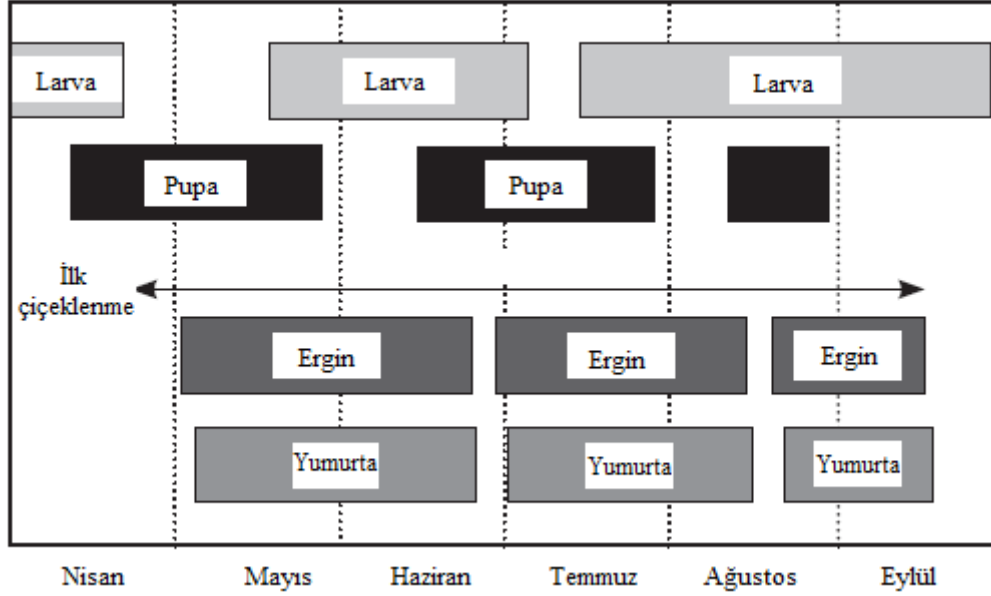 Larva
Larva
Larva
Pupa
Pupa
İlk
çiçeklenme
Ergin
Ergin
Ergin
Yumurta
Yumurta
Yumurta
Nisan
Mayıs
Haziran
Temmuz
Ağustos
Eylül